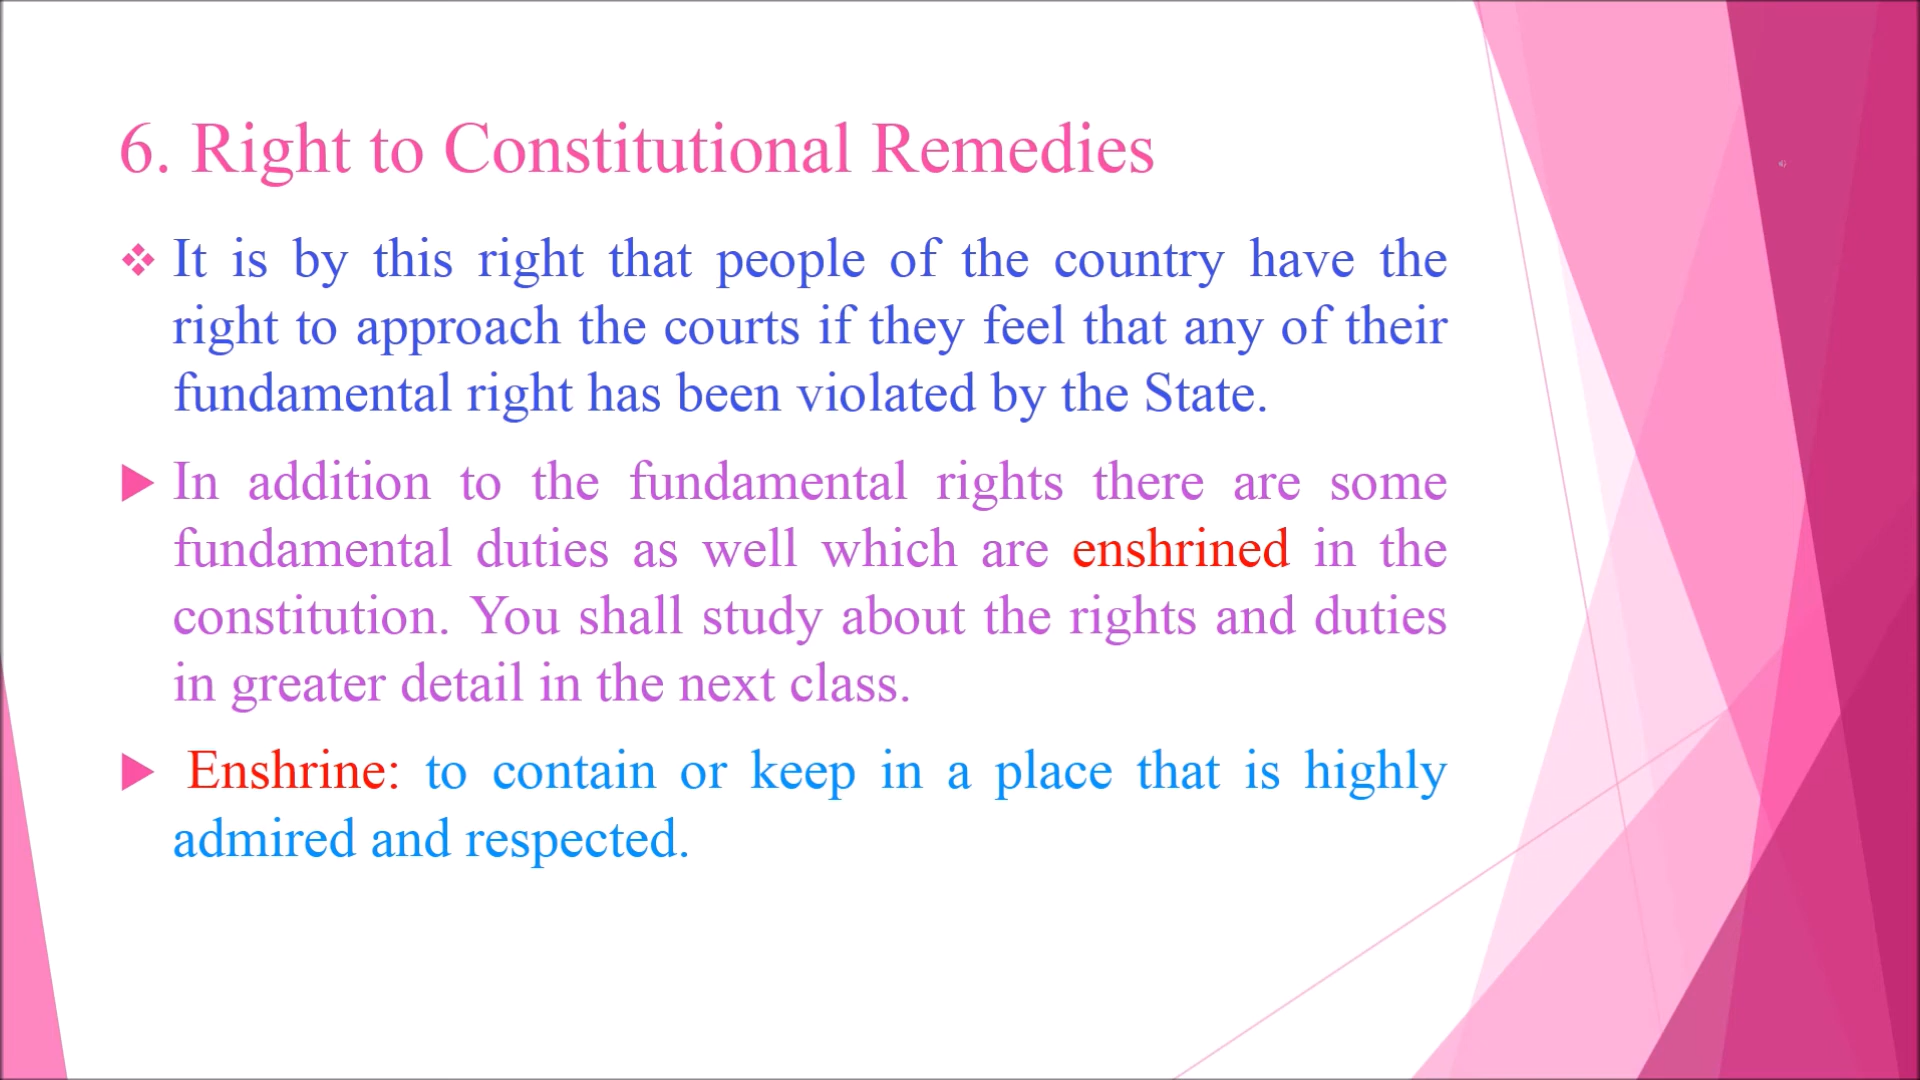 6. Right to Constitutional Remedies
It is by this right that people of the country have the
right to approach the courts if they feel that any of their
fundamental right has been violated by the State.
In addition to the fundamental rights there are some
fundamental duties as well which are enshrined in the
constitution. You shall study about the rights and duties
in greater detail in the next class.
Enshrine: to contain or keep in a place that is highly
admired and respected.